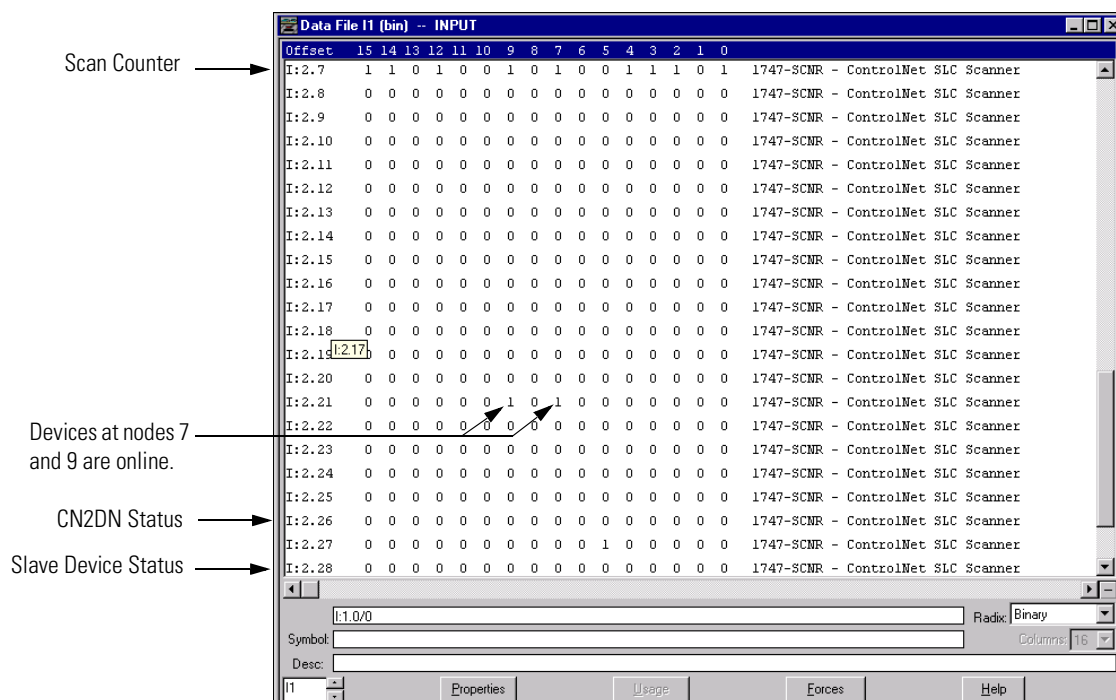 Data File I1 (bin) -- INPUT
Offset 15 14 13 12 11 10 9 8 7 6 5 4 3 2 1 0
Scan Counter
I:2.7 1 1 0 1 0 0 1 0 1 0 0 1 1 1 0 1 1747-SCNR - ControlNet SLC Scanner
I:2.8 0 0 0 0 0 0 0 0 0 0 0 0 0 0 0 0 1747-SCNR - ControlNet SLC Scanner
I:2.9 0 0 0 0 0 0 0 0 0 0 0 0 0 0 0 0 1747-SCNR - ControlNet SLC Scanner
I:2.10 0 0 0 0 0 0 0 0 0 0 0 0 0 0 0 0 1747-SCNR - ControlNet SLC Scanner
I:2.11 0 0 0 0 0 0 0 0 0 0 0 0 0 0 0 0 1747-SCNR - ControlNet SLC Scanner
I:2.12 0 0 0 0 0 0 0 0 0 0 0 0 0 0 0 0 1747-SCNR - ControlNet SLC Scanner
I:2.13 0 0 0 0 0 0 0 0 0 0 0 0 0 0 0 0 1747-SCNR - ControlNet SLC Scanner
I:2.14 0 0 0 0 0 0 0 0 0 0 0 0 0 0 0 0 1747-SCNR - ControlNet SLC Scanner
I:2.15 0 0 0 0 0 0 0 0 0 0 0 0 0 0 0 0 1747-SCNR - ControlNet SLC Scanner
I:2.16 0 0 0 0 0 0 0 0 0 0 0 0 0 0 0 0 1747-SCNR - ControlNet SLC Scanner
I:2.17 0 0 0 0 0 0 0 0 0 0 0 0 0 0 0 0 1747-SCNR - ControlNet SLC Scanner
I:2.18 0 0 0 0 0 0 0 0 0 0 0 0 0 0 0 0 1747-SCNR - ControlNet SLC Scanner
I:2.17
I:2.19 0 0 0 0 0 0 0 0 0 0 0 0 0 0 0 0 1747-SCNR - ControlNet SLC Scanner
I:2.20 0 0 0 0 0 0 0 0 0 0 0 0 0 0 0 0 1747-SCNR - ControlNet SLC Scanner
I:2.21 0 0 0 0 0 0 1 0 1 0 0 0 0 0 0 0 1747-SCNR - ControlNet SLC Scanner
I:2.22 0 0 0 0 0 0 0 0 0 0 0 0 0 0 0 0 1747-SCNR - ControlNet SLC Scanner
Devices at nodes 7
and 9 are online.
I:2.23 0 0 0 0 0 0 0 0 0 0 0 0 0 0 0 0 1747-SCNR - ControlNet SLC Scanner
I:2.24 0 0 0 0 0 0 0 0 0 0 0 0 0 0 0 0 1747-SCNR - ControlNet SLC Scanner
I:2.25 0 0 0 0 0 0 0 0 0 0 0 0 0 0 0 0 1747-SCNR - ControlNet SLC Scanner
CN2DN Status
I:2.26 0 0 0 0 0 0 0 0 0 0 0 0 0 0 0 0 1747-SCNR - ControlNet SLC Scanner
I:2.27 0 0 0 0 0 0 0 0 0 0 1 0 0 0 0 0 1747-SCNR - ControlNet SLC Scanner
Slave Device Status
I:2.28 0 0 0 0 0 0 0 0 0 0 0 0 0 0 0 0 1747-SCNR - ControlNet SLC Scanner
I:1.0/0 Radix: Binary
Symbol: Columns: 16
Desc:
I1 Properties Usage Forces Help